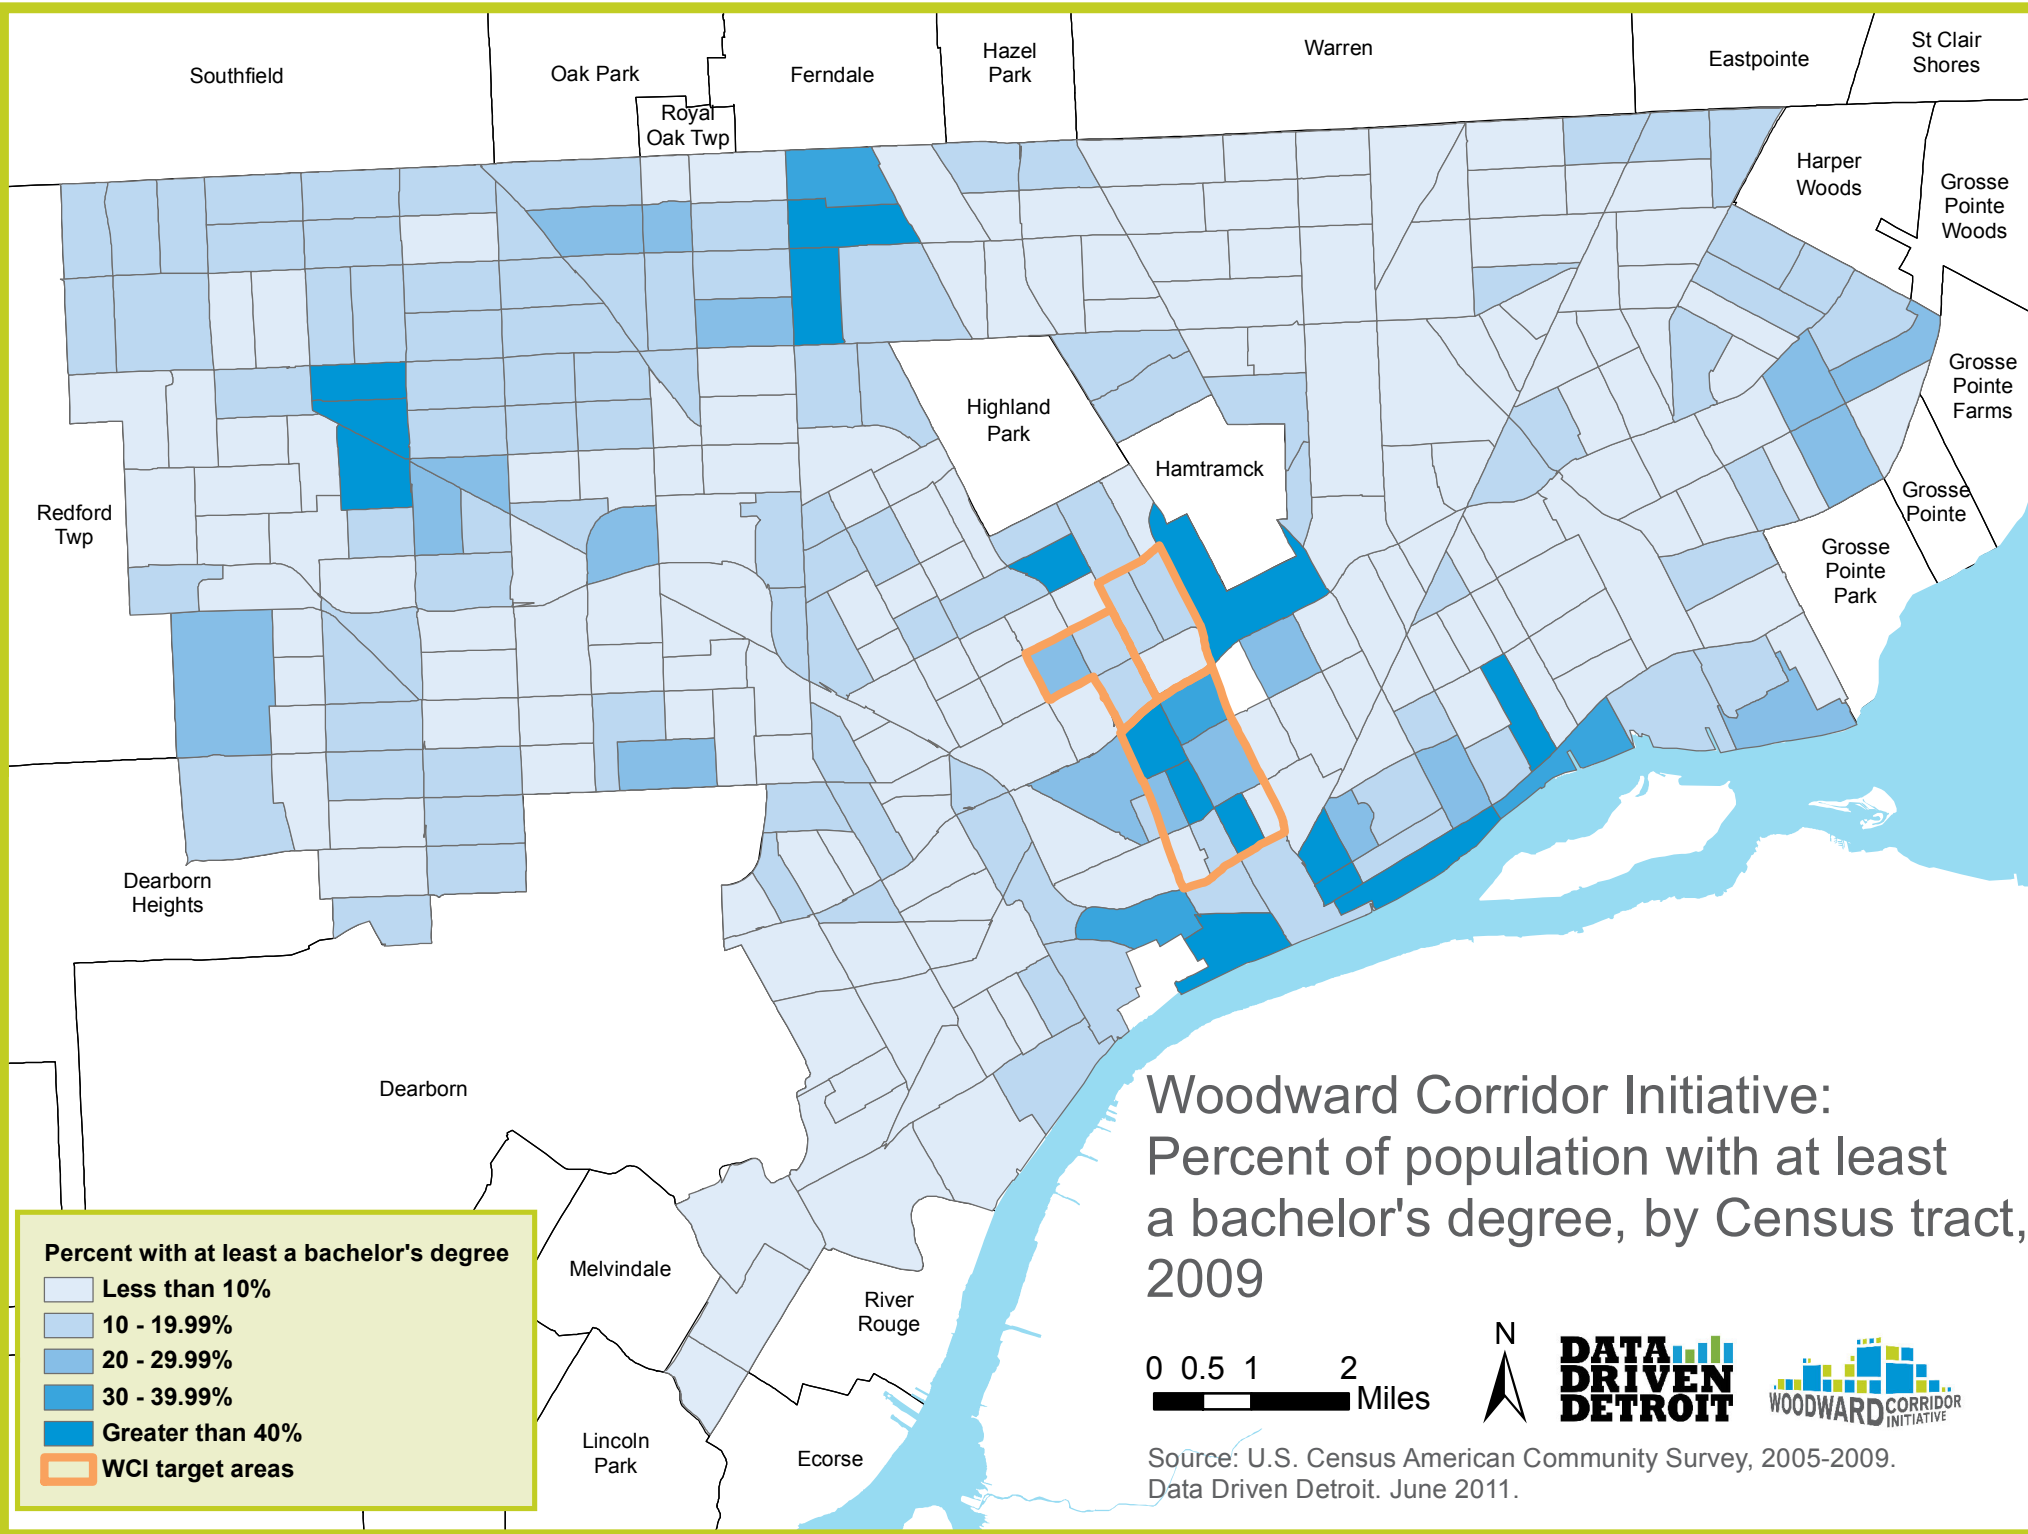 Southfield
Oak Park
Royal
Oak Twp
Ferndale
Hazel
Park
Warren
Eastpointe
St Clair
Shores
Harper
Woods
Grosse
Pointe
Woods
Grosse
Pointe
Farms
Highland
Park
Hamtramck
Redford
Twp
Grosse
Pointe
Grosse
Pointe
Park
Dearborn
Heights
Dearborn
Melvindale
River
Rouge
Lincoln
Park
Ecorse
Woodward Corridor Initiative:
Percent of population with at least
a bachelor's degree, by Census tract,
2009
Percent with at least a bachelor's degree
Less than 10%
10 - 19.99%
20 - 29.99%
30 - 39.99%
Greater than 40%
WCI target areas
0 0.5 1 2
Miles
N
DATA
DRIVEN
DETROIT
WOODWARD CORRIDOR
INITIATIVE
Source: U.S. Census American Community Survey, 2005-2009.
Data Driven Detroit. June 2011.